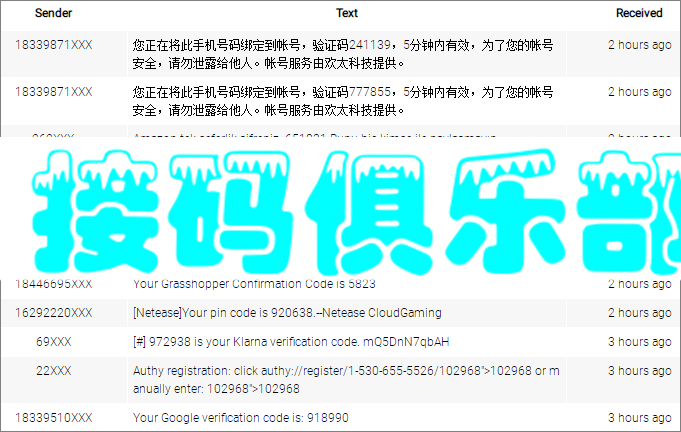 Sender Text Received
18339871XXX 您正在将此手机号码绑定到帐号，验证码241139，5分钟内有效，为了您的帐号 2 hours ago
安全，请勿泄露给他人。帐号服务由欢太科技提供。
18339871XXX 您正在将此手机号码绑定到帐号，验证码777855，5分钟内有效，为了您的帐号 2 hours ago
安全，请勿泄露给他人。帐号服务由欢太科技提供。
接码俱乐部
18446695XXX Your Grasshopper Confirmation Code is 5823 2 hours ago
16292220XXX [Netease]Your pin code is 920638.--Netease CloudGaming 2 hours ago
69XXX [#] 972938 is your Klarna verification code. mQ5DnN7qbAH 3 hours ago
22XXX Authy registration: click authy://register/1-530-655-5526/102968">102968 or m 3 hours ago
anually enter: 102968">102968
18339510XXX Your Google verification code is: 918990 3 hours ago